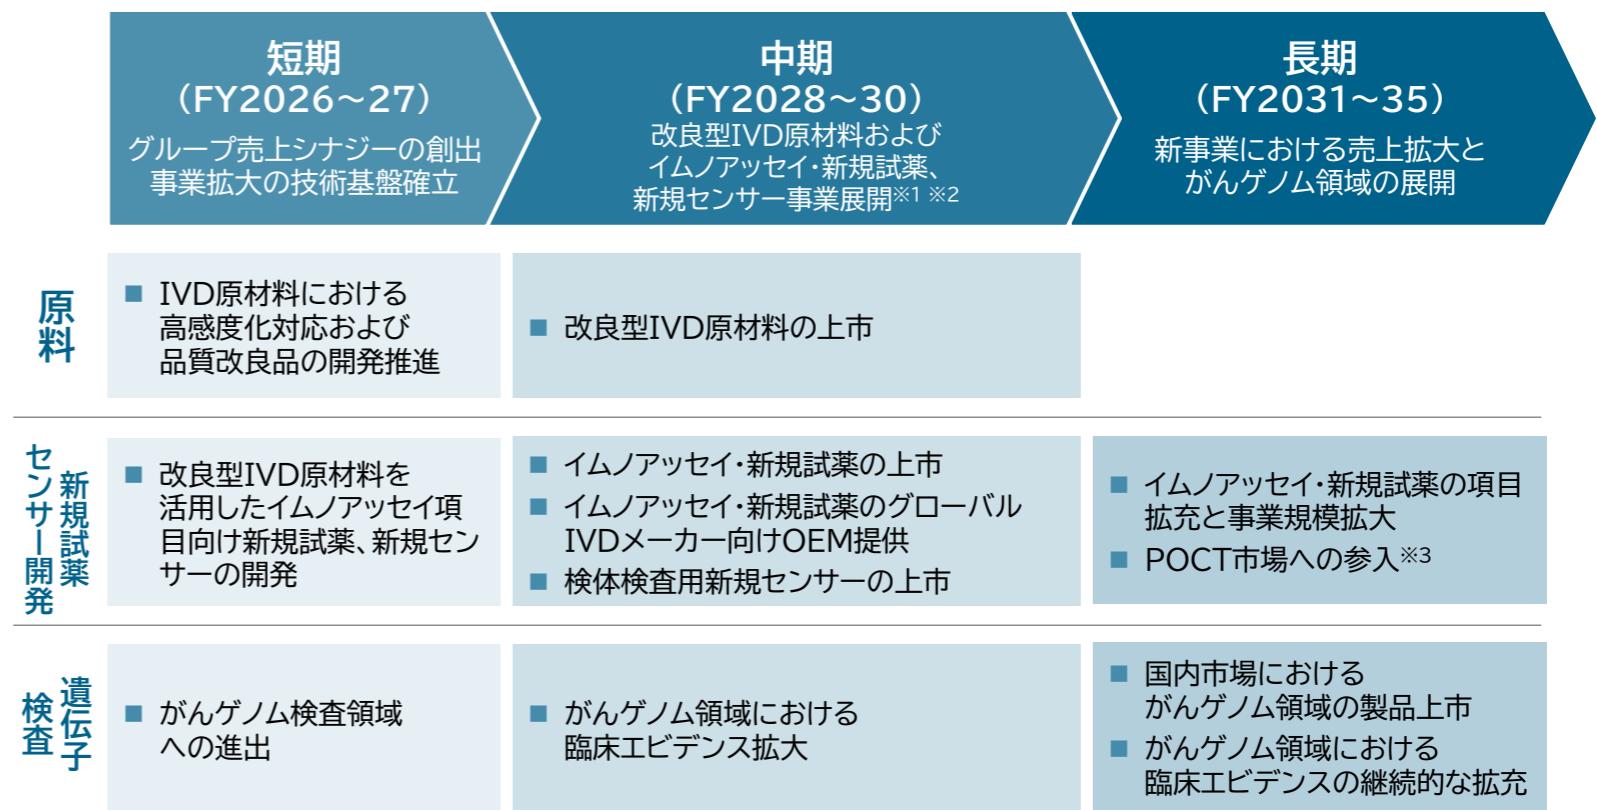 短期
（FY2026～27）
グループ売上シナジーの創出
事業拡大の技術基盤確立
中期
（FY2028～30）
改良型IVD原材料および
イムノアッセイ・新規試薬、
新規センサー事業展開※1 ※2
長期
（FY2031～35）
新事業における売上拡大と
がんゲノム領域の展開
原料
■ IVD原材料における
高感度化対応および
品質改良品の開発推進
■ 改良型IVD原材料の上市
新規試薬
センサー開発
■ 改良型IVD原材料を
活用したイムノアッセイ項
目向け新規試薬、新規セン
サーの開発
■ イムノアッセイ・新規試薬の上市
■ イムノアッセイ・新規試薬のグローバル
IVDメーカー向けOEM提供
■ 検体検査用新規センサーの上市
■ イムノアッセイ・新規試薬の項目
拡充と事業規模拡大
■ POCT市場への参入※3
遺伝子
検査
■ がんゲノム検査領域
への進出
■ がんゲノム領域における
臨床エビデンス拡大
■ 国内市場における
がんゲノム領域の製品上市
■ がんゲノム領域における
臨床エビデンスの継続的な拡充